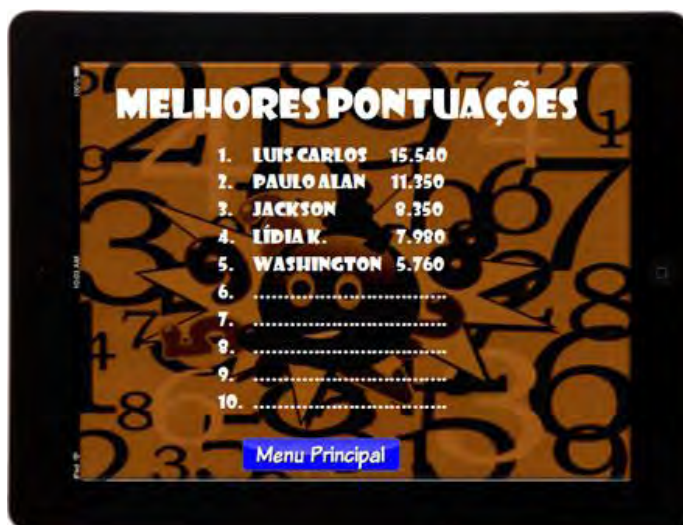 MELHORES PONTUAÇÕES
1. LUIS CARLOS 15.540
2. PAULO ALAN 11.350
3. JACKSON 8.350
4. LÍDIA K. 7.980
5. WASHINGTON 5.760
6. ..................................
7. ..................................
8. ..................................
9. ..................................
10. ..................................
Menu Principal